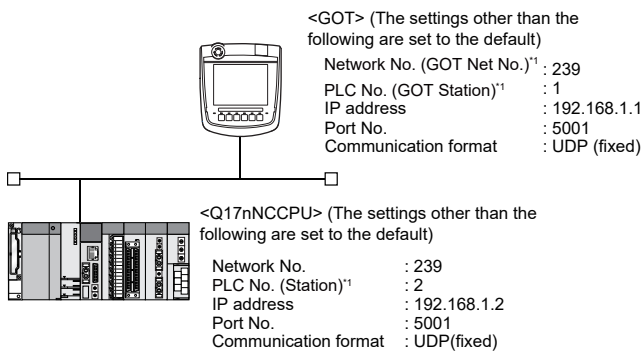 <GOT> (The settings other than the
following are set to the default)
Network No. (GOT Net No.)*1 : 239
PLC No. (GOT Station)*1 : 1
IP address : 192.168.1.1
Port No. : 5001
Communication format : UDP (fixed)
<Q17nNCCPU> (The settings other than the
following are set to the default)
Network No. : 239
PLC No. (Station)*1 : 2
IP address : 192.168.1.2
Port No. : 5001
Communication format : UDP(fixed)